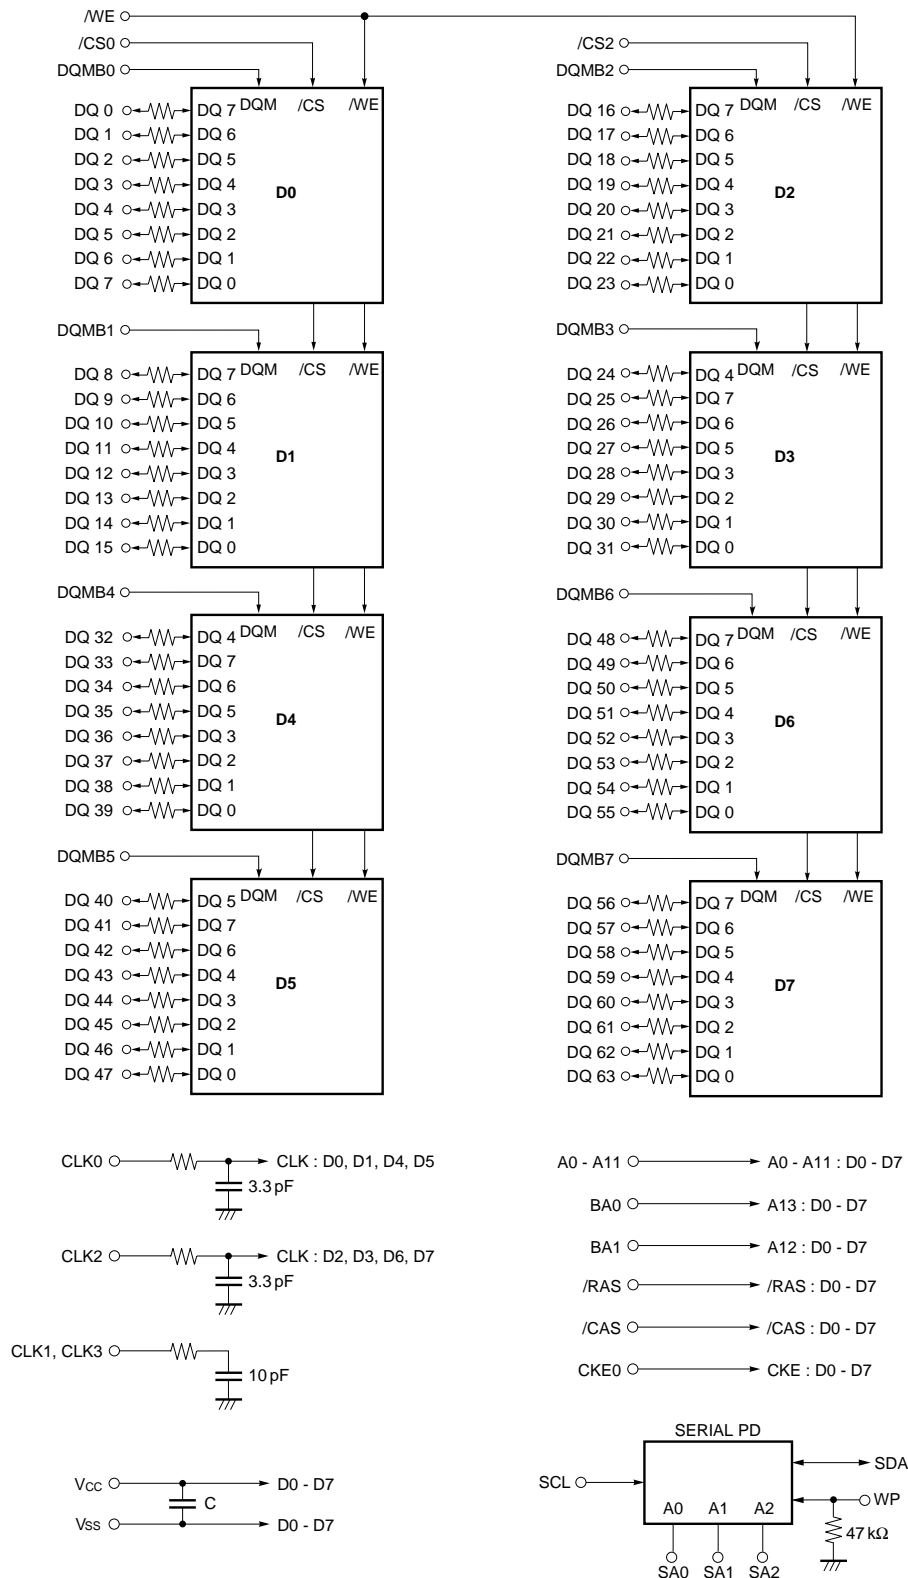 /WE
/CS0 /CS2
DQMB0 DQMB2
DQM /CS /WE DQM /CS /WE
DQ 0 DQ 7 DQ 16 DQ 7
DQ 1 DQ 6 DQ 17 DQ 6
DQ 2 DQ 5 DQ 18 DQ 5
DQ 3 DQ 4 DQ 19 DQ 4
D0 D2
DQ 4 DQ 3 DQ 20 DQ 3
DQ 5 DQ 2 DQ 21 DQ 2
DQ 6 DQ 1 DQ 22 DQ 1
DQ 7 DQ 0 DQ 23 DQ 0
DQMB1 DQMB3
DQM /CS /WE DQM /CS /WE
DQ 8 DQ 7 DQ 24 DQ 4
DQ 9 DQ 6 DQ 25 DQ 7
DQ 10 DQ 5 DQ 26 DQ 6
DQ 11 DQ 4 DQ 27 DQ 5
D1 D3
DQ 12 DQ 3 DQ 28 DQ 3
DQ 13 DQ 2 DQ 29 DQ 2
DQ 14 DQ 1 DQ 30 DQ 1
DQ 15 DQ 0 DQ 31 DQ 0
DQMB4 DQMB6
DQM /CS /WE DQM /CS /WE
DQ 32 DQ 4 DQ 48 DQ 7
DQ 33 DQ 7 DQ 49 DQ 6
DQ 34 DQ 6 DQ 50 DQ 5
DQ 35 DQ 5 DQ 51 DQ 4
D4 D6
DQ 36 DQ 3 DQ 52 DQ 3
DQ 37 DQ 2 DQ 53 DQ 2
DQ 38 DQ 1 DQ 54 DQ 1
DQ 39 DQ 0 DQ 55 DQ 0
DQMB5 DQMB7
DQM /CS /WE DQM /CS /WE
DQ 40 DQ 5 DQ 56 DQ 7
DQ 41 DQ 7 DQ 57 DQ 6
DQ 42 DQ 6 DQ 58 DQ 5
DQ 43 DQ 4 DQ 59 DQ 4
D5 D7
DQ 44 DQ 3 DQ 60 DQ 3
DQ 45 DQ 2 DQ 61 DQ 2
DQ 46 DQ 1 DQ 62 DQ 1
DQ 47 DQ 0 DQ 63 DQ 0
CLK0 CLK : D0, D1, D4, D5
3.3 pF
CLK2 CLK : D2, D3, D6, D7
3.3 pF
CLK1, CLK3
10 pF
VCC D0 - D7
C
VSS D0 - D7
A0 - A11 A0 - A11 : D0 - D7
BA0 A13 : D0 - D7
BA1 A12 : D0 - D7
/RAS /RAS : D0 - D7
/CAS /CAS : D0 - D7
CKE0 CKE : D0 - D7
SERIAL PD
SDA
SCL
WP
A0 A1 A2
47 kΩ
SA0 SA1 SA2